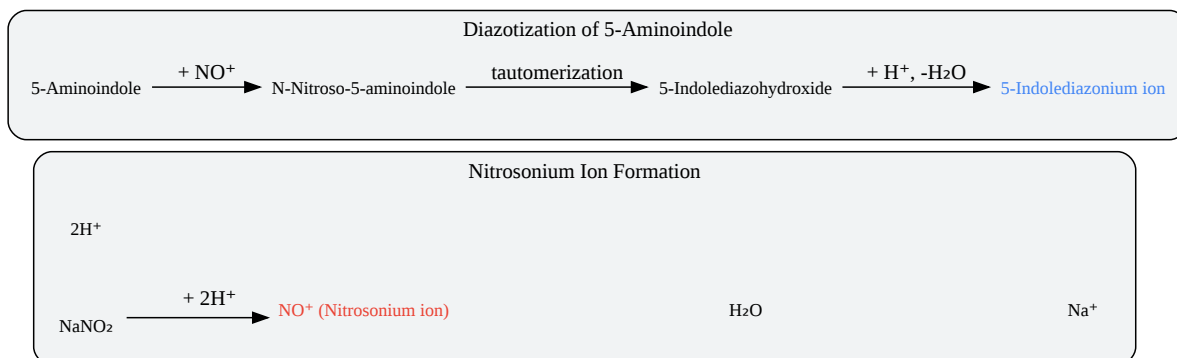 Diazotization of 5-Aminoindole
+ NO⁺
tautomerization
+ H⁺, -H₂O
5-Aminoindole
N-Nitroso-5-aminoindole
5-Indolediazohydroxide
5-Indolediazonium ion
Nitrosonium Ion Formation
2H⁺
+ 2H⁺
NaNO₂
NO⁺ (Nitrosonium ion)
H₂O
Na⁺